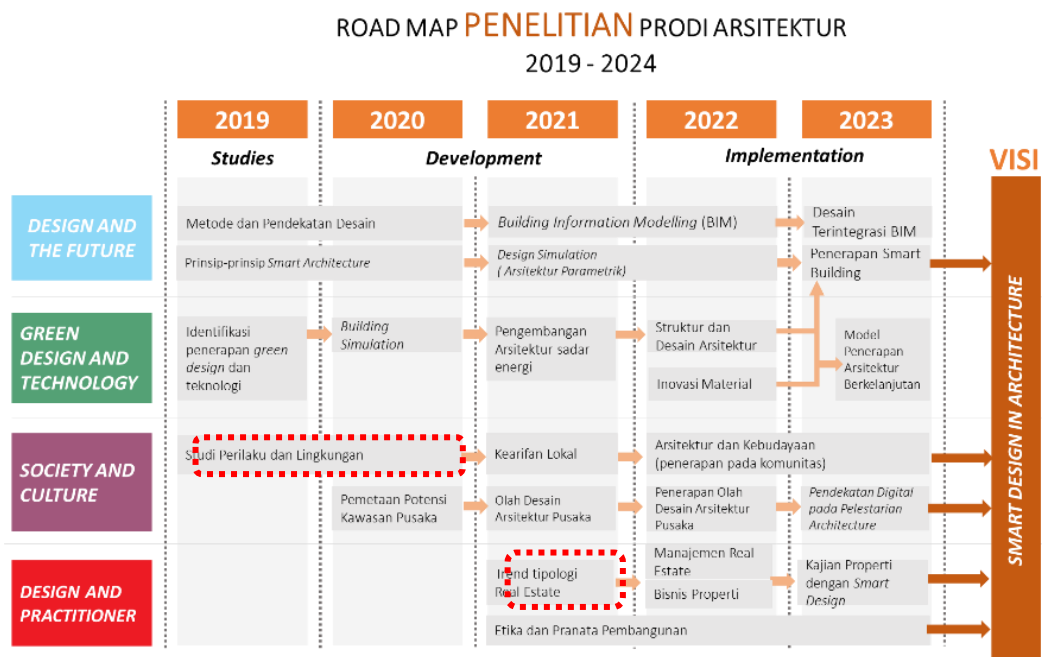 ROAD MAP PENELITIAN PRODI ARSITEKTUR
2019 - 2024
2019
2020
2021
2022
2023
Studies
Development
Implementation
VISI
DESIGN AND
THE FUTURE
Metode dan Pendekatan Desain
Building Information Modelling (BIM)
Desain
Terintegrasi BIM
Prinsip-prinsip Smart Architecture
Design Simulation
( Arsitektur Parametrik)
Penerapan Smart
Building
GREEN
DESIGN AND
TECHNOLOGY
Identifikasi
penerapan green
design dan
teknologi
Building
Simulation
Pengembangan
Arsitektur sadar
energi
Struktur dan
Desain Arsitektur
Inovasi Material
Model
Penerapan
Arsitektur
Berkelanjutan
SOCIETY AND
CULTURE
Studi Perilaku dan Lingkungan
Kearifan Lokal
Arsitektur dan Kebudayaan
(penerapan pada komunitas)
Pemetaan Potensi
Kawasan Pusaka
Olah Desain
Arsitektur Pusaka
Penerapan Olah
Desain Arsitektur
Pusaka
Pendekatan Digital
pada Pelestarian
Architecture
DESIGN AND
PRACTITIONER
Trend tipologi
Real Estate
Manajemen Real
Estate
Bisnis Properti
Kajian Properti
dengan Smart
Design
Etika dan Pranata Pembangunan
SMART DESIGN IN ARCHITECTURE